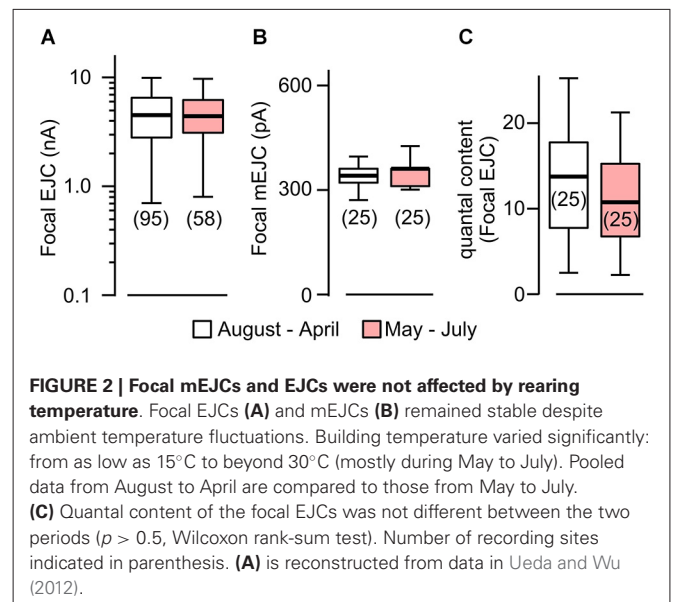 A
B
C
10
1.0
0.1
Focal EJC (nA)
(95)
(58)
600
300
0
Focal mEJC (pA)
(25)
(25)
20
10
0
quantal content
(Focal EJC)
(25)
(25)
August - April
May - July
FIGURE 2 | Focal mEJCs and EJCs were not affected by rearing
temperature. Focal EJCs (A) and mEJCs (B) remained stable despite
ambient temperature fluctuations. Building temperature varied significantly:
from as low as 15°C to beyond 30°C (mostly during May to July). Pooled
data from August to April are compared to those from May to July.
(C) Quantal content of the focal EJCs was not different between the two
periods (p > 0.5, Wilcoxon rank-sum test). Number of recording sites
indicated in parenthesis. (A) is reconstructed from data in Ueda and Wu
(2012).